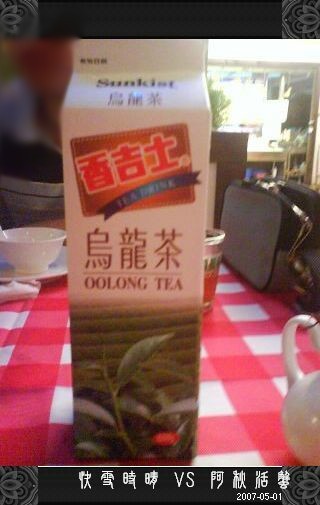 Sunkist
烏龍茶
香吉士®
TEA DRINK
烏龍茶
OOLONG TEA
快雪時晴 VS 阿秋活蟹
2007-05-01